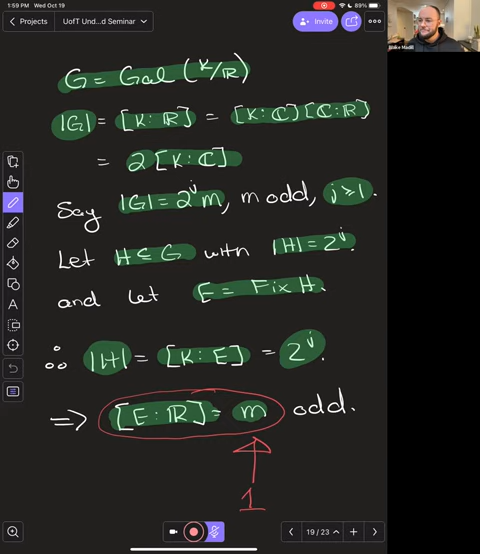 1:59 PM Wed Oct 19
89%
Projects
UofT Und...d Seminar
Invite
Blake Madill
G = Gal (K/ℝ)
|G| = [K:ℝ] = [K:ℂ][ℂ:ℝ]
= 2[K:ℂ]
Say |G| = 2^j m, m odd, j ≥ 1.
Let H ≤ G with |H| = 2^j.
and let E = Fix H.
∴ |H| = [K:E] = 2^j.
=> [E:ℝ] = m odd.
1
A
19 / 23